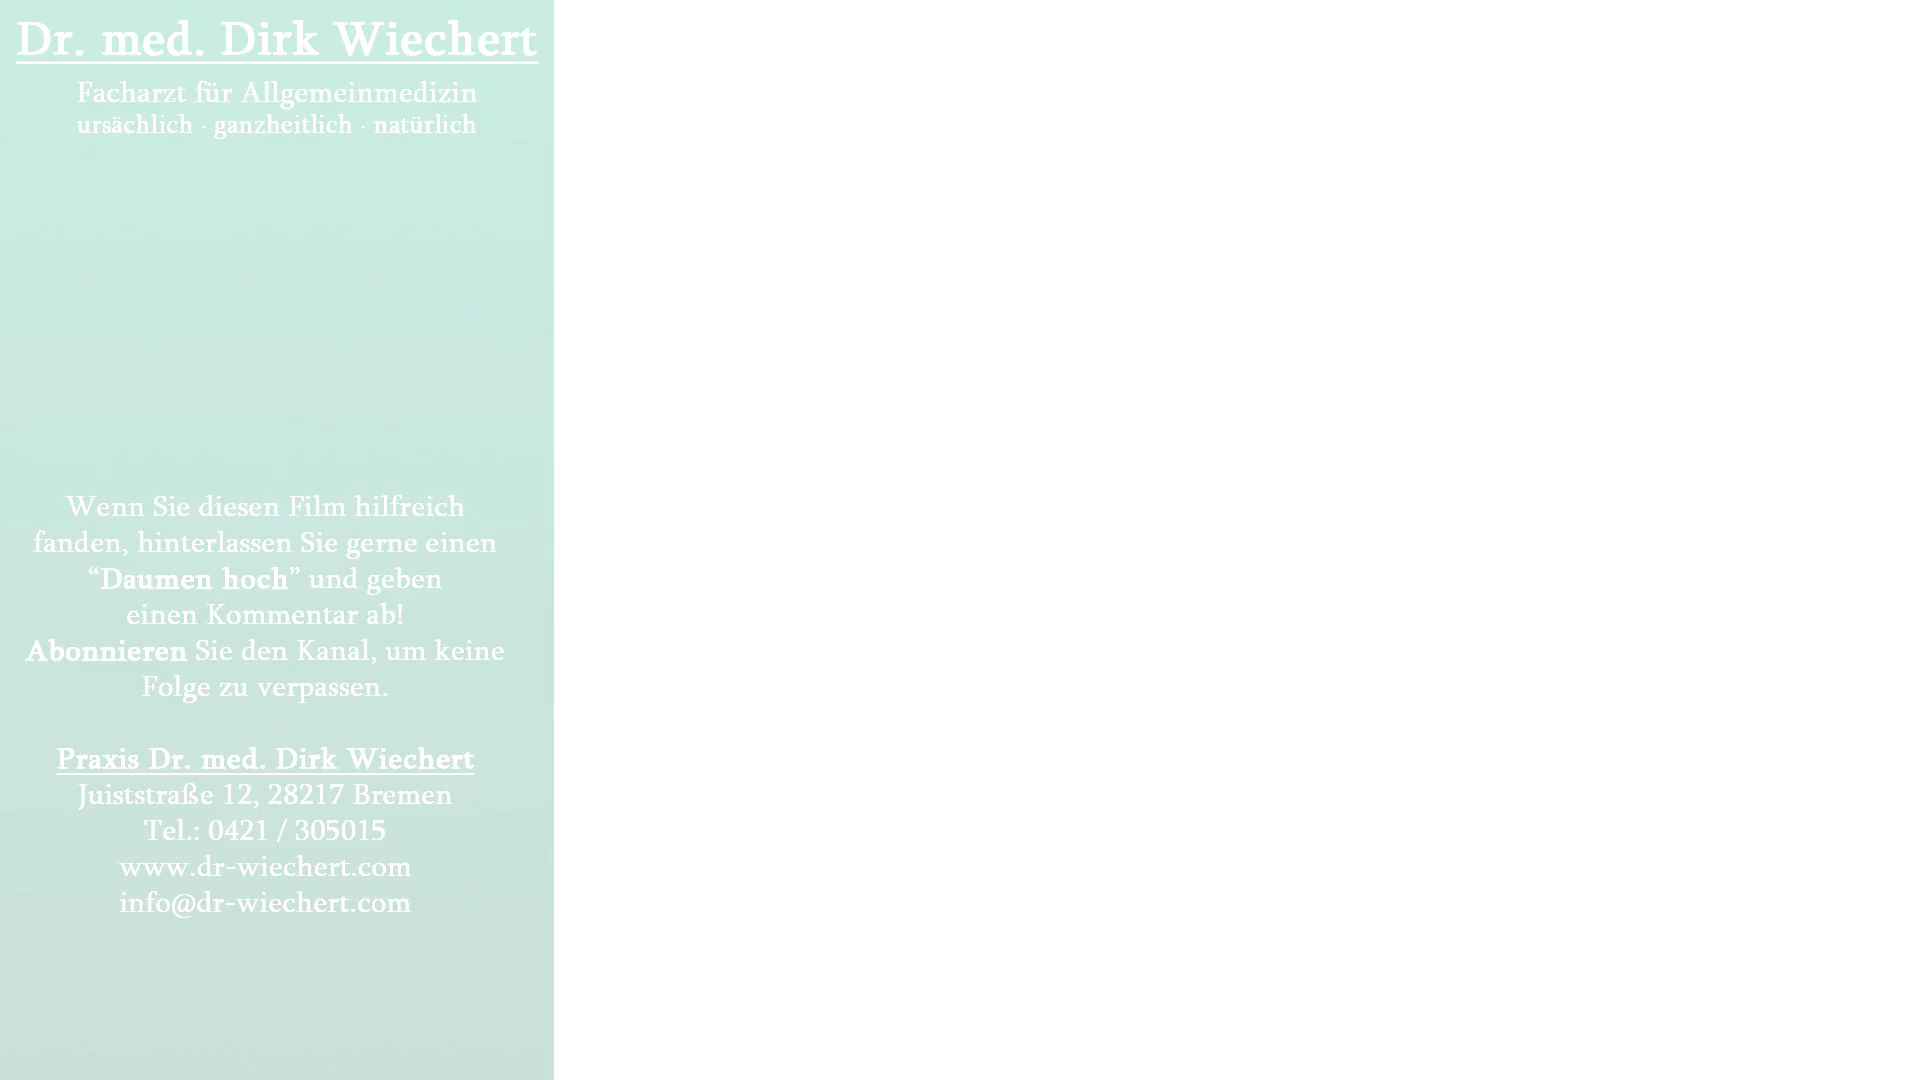 Dr. med. Dirk Wiechert
Facharzt für Allgemeinmedizin
ursächlich · ganzheitlich · natürlich
Wenn Sie diesen Film hilfreich
fanden, hinterlassen Sie gerne einen
“Daumen hoch” und geben
einen Kommentar ab!
Abonnieren Sie den Kanal, um keine
Folge zu verpassen.
Praxis Dr. med. Dirk Wiechert
Juiststraße 12, 28217 Bremen
Tel.: 0421 / 305015
www.dr-wiechert.com
info@dr-wiechert.com